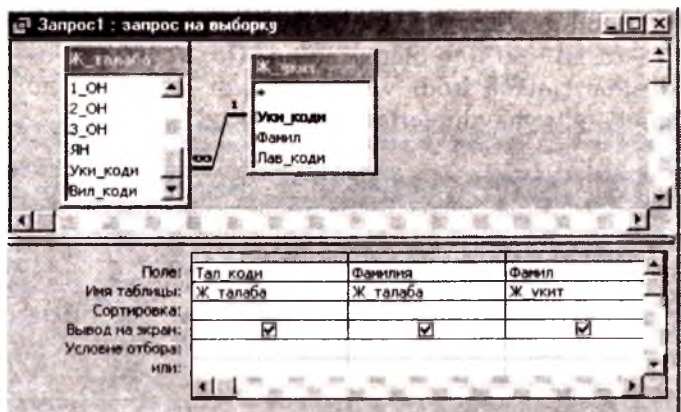 Запрос1 : запрос на выборку
Ж_талаба
1_ОН
2_ОН
3_ОН
ЯН
Уки_коди
Вил_коди
1
∞
*
Уки_коди
Фамил
Лав_коди
Поле: Тал_коди Фамилия Фамил
Имя таблицы: Ж_талаба Ж_талаба Ж_укит
Сортировка:
Вывод на экран:
Условие отбора:
или: